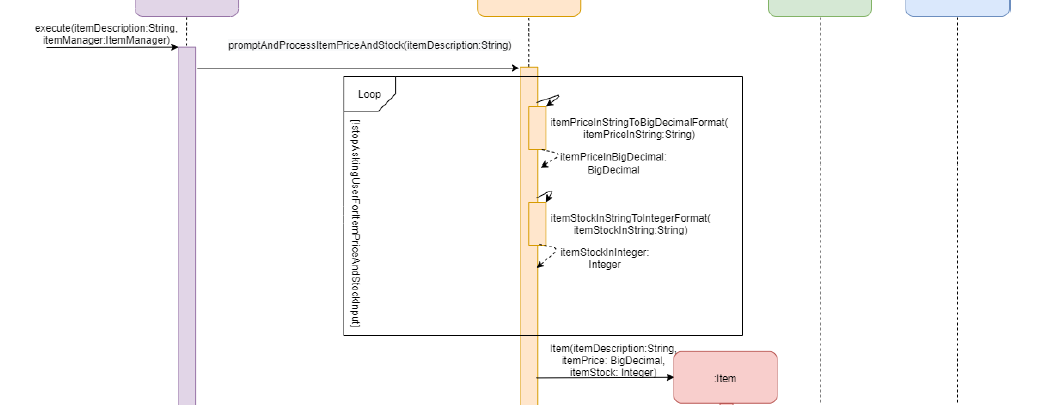 execute(itemDescription:String,
itemManager:ItemManager)
promptAndProcessItemPriceAndStock(itemDescription:String)
Loop
[!stopAskingUserForItemPriceAndStockInput]
itemPriceInStringToBigDecimalFormat(
itemPriceInString:String)
itemPriceInBigDecimal:
BigDecimal
itemStockInStringToIntegerFormat(
itemStockInString:String)
itemStockInInteger:
Integer
Item(itemDescription:String,
itemPrice: BigDecimal,
itemStock: Integer)
:Item